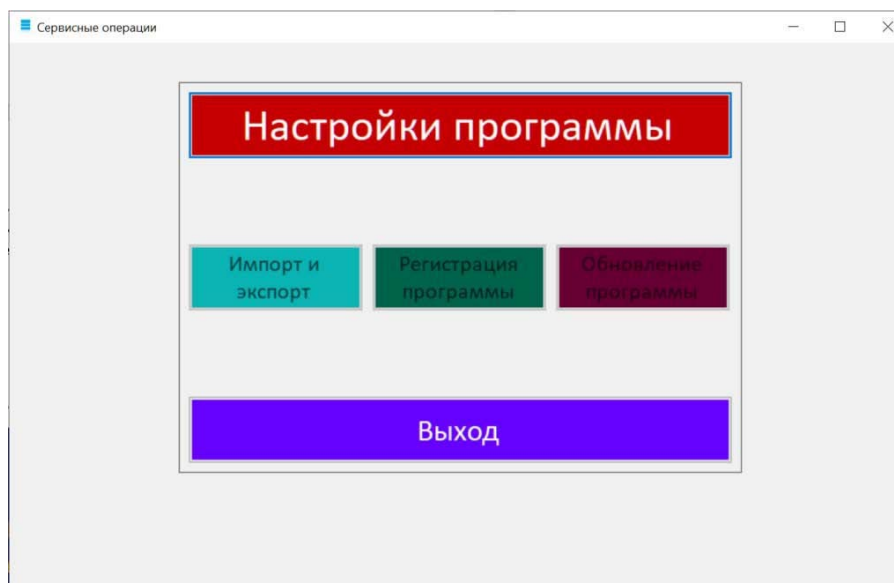 Сервисные операции
Настройки программы
Импорт и
экспорт
Регистрация
программы
Обновление
программы
Выход